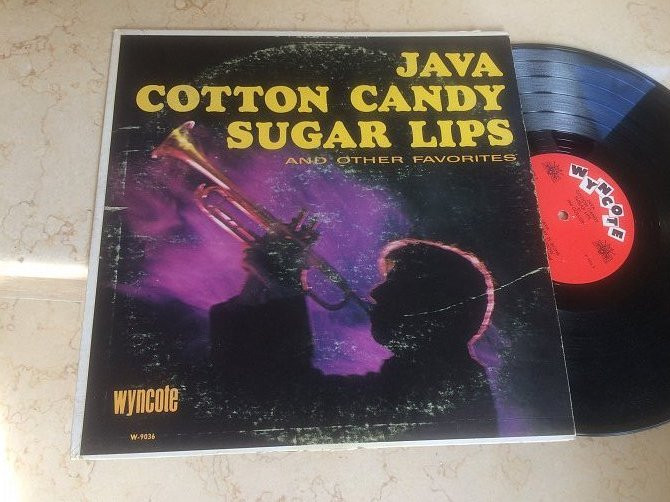 JAVA
COTTON CANDY
SUGAR LIPS
AND OTHER FAVORITES
WYNCOTE
wyncote
W-9036